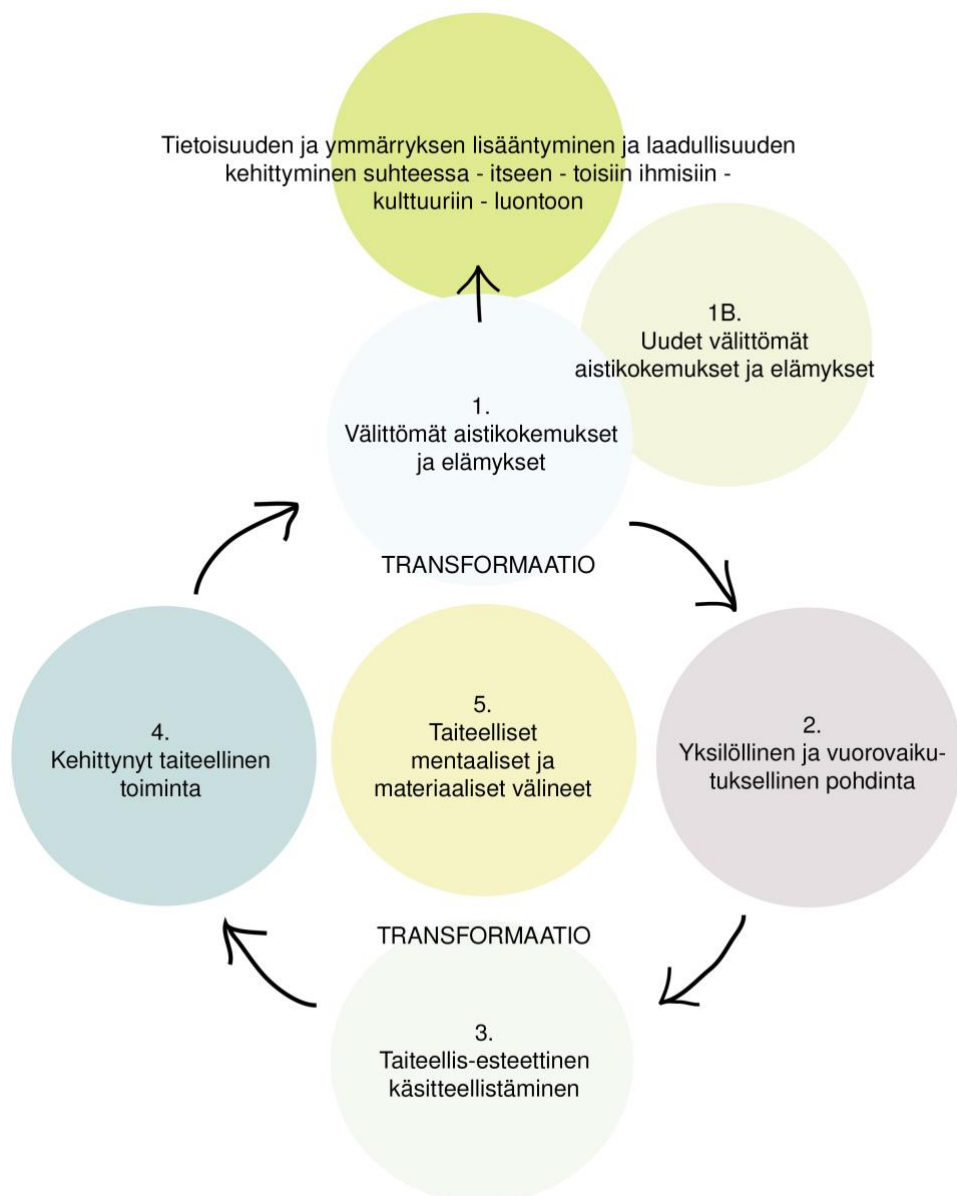 Tietoisuuden ja ymmärryksen lisääntyminen ja laadullisuuden
kehittyminen suhteessa - itseen - toisiin ihmisiin -
kulttuuriin - luontoon
1B.
Uudet välittömät
aistikokemukset ja elämykset
1.
Välittömät aistikokemukset
ja elämykset
TRANSFORMAATIO
2.
Yksilöllinen ja vuorovaiku-
tuksellinen pohdinta
5.
Taiteelliset
mentaaliset ja
materiaaliset välineet
4.
Kehittynyt taiteellinen
toiminta
TRANSFORMAATIO
3.
Taiteellis-esteettinen
käsitteellistäminen